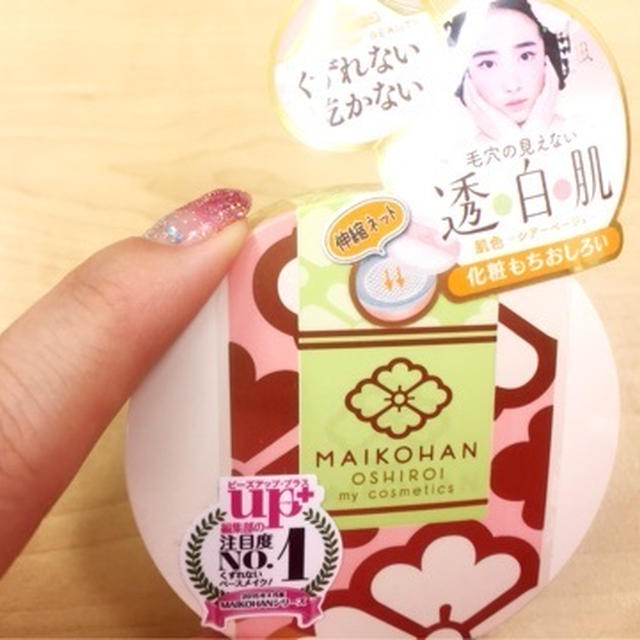 BEAUTY
くずれない
乾かない
毛穴の見えない
透・白・肌
肌色 -シアーベージュ-
化粧もちおしろい
伸縮ネット
MAIKOHAN
OSHIROI
my cosmetics
ビーズアップ・プラス
up+
編集部の
注目度
NO.1
くずれない
ベースメイク!
MAIKOHANシリーズ